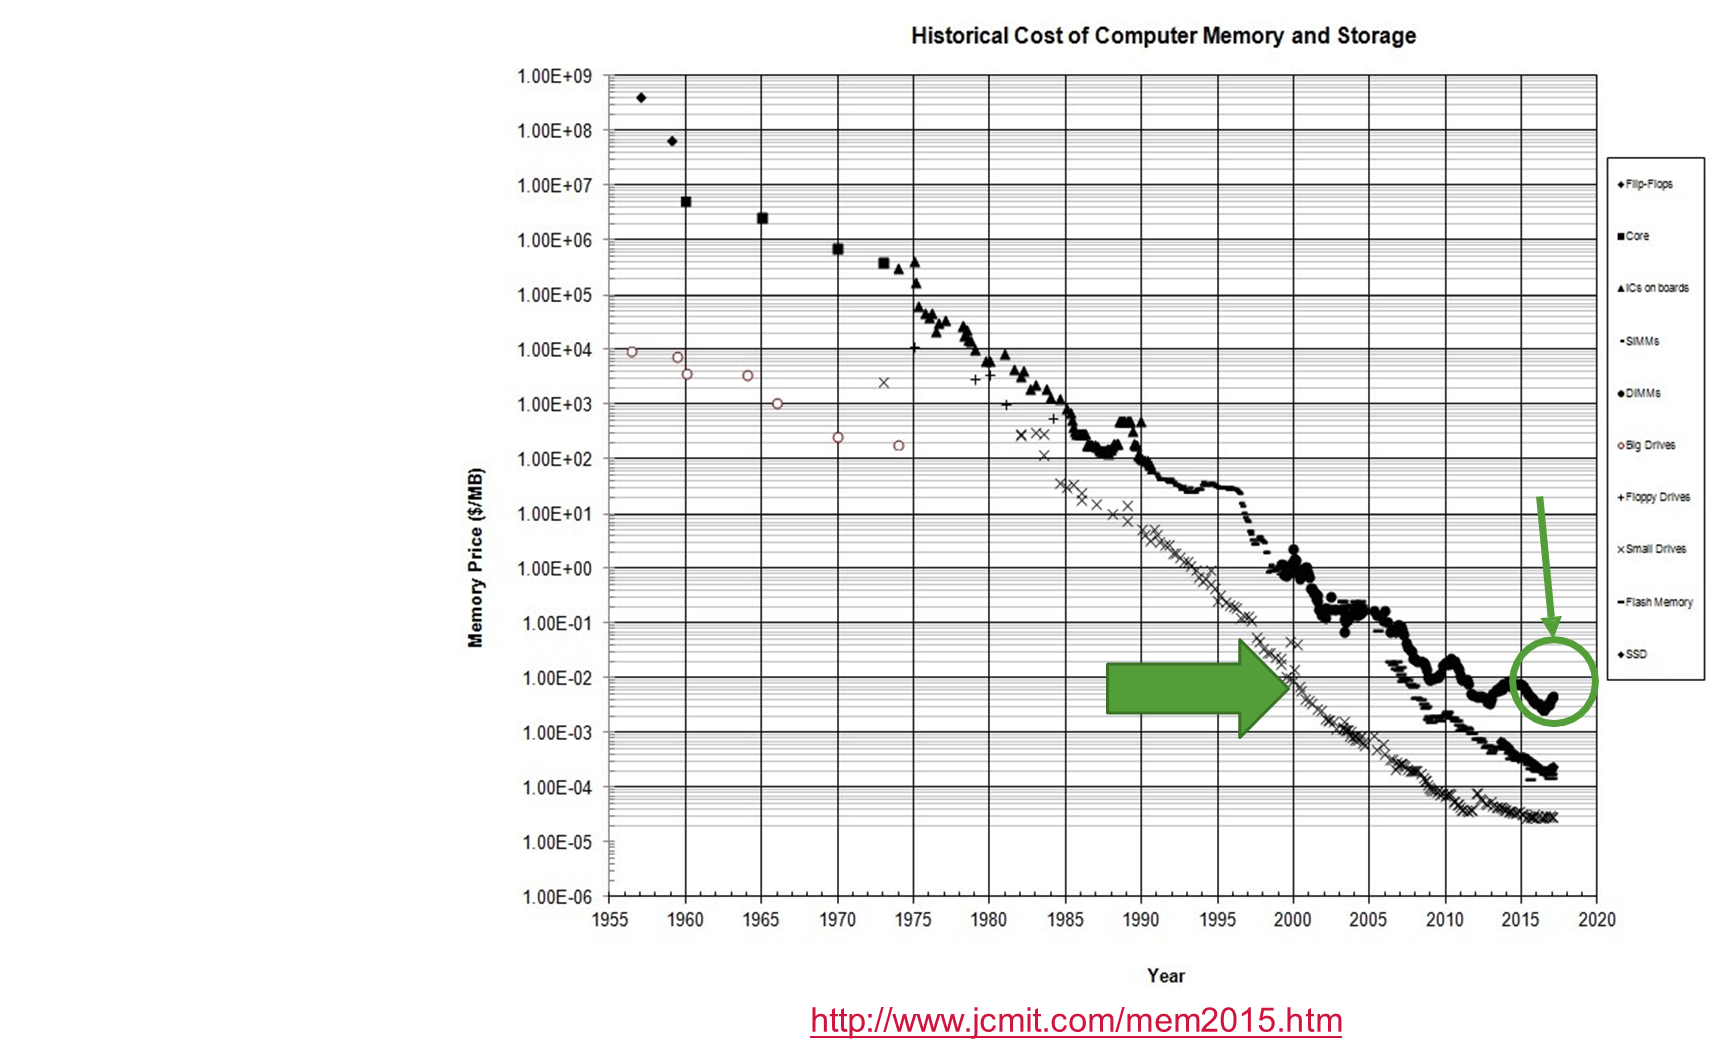 Historical Cost of Computer Memory and Storage
1.00E+09
1.00E+08
1.00E+07
1.00E+06
1.00E+05
1.00E+04
1.00E+03
1.00E+02
1.00E+01
1.00E+00
1.00E-01
1.00E-02
1.00E-03
1.00E-04
1.00E-05
1.00E-06
Memory Price ($/MB)
1955 1960 1965 1970 1975 1980 1985 1990 1995 2000 2005 2010 2015 2020
Year
Flip-Flops
Core
ICs on boards
SIMMs
DIMMs
Big Drives
Floppy Drives
Small Drives
Flash Memory
SSD
http://www.jcmit.com/mem2015.htm